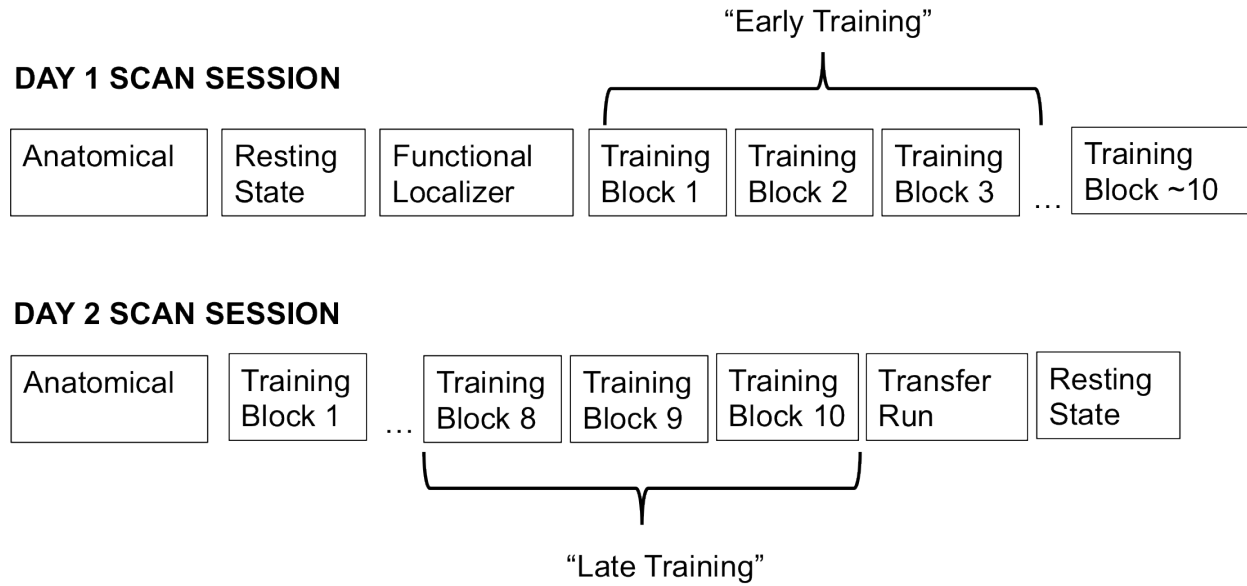 “Early Training”
DAY 1 SCAN SESSION
Anatomical
Resting
State
Functional
Localizer
Training
Block 1
Training
Block 2
Training
Block 3
…
Training
Block ~10
DAY 2 SCAN SESSION
Anatomical
Training
Block 1
…
Training
Block 8
Training
Block 9
Training
Block 10
Transfer
Run
Resting
State
“Late Training”